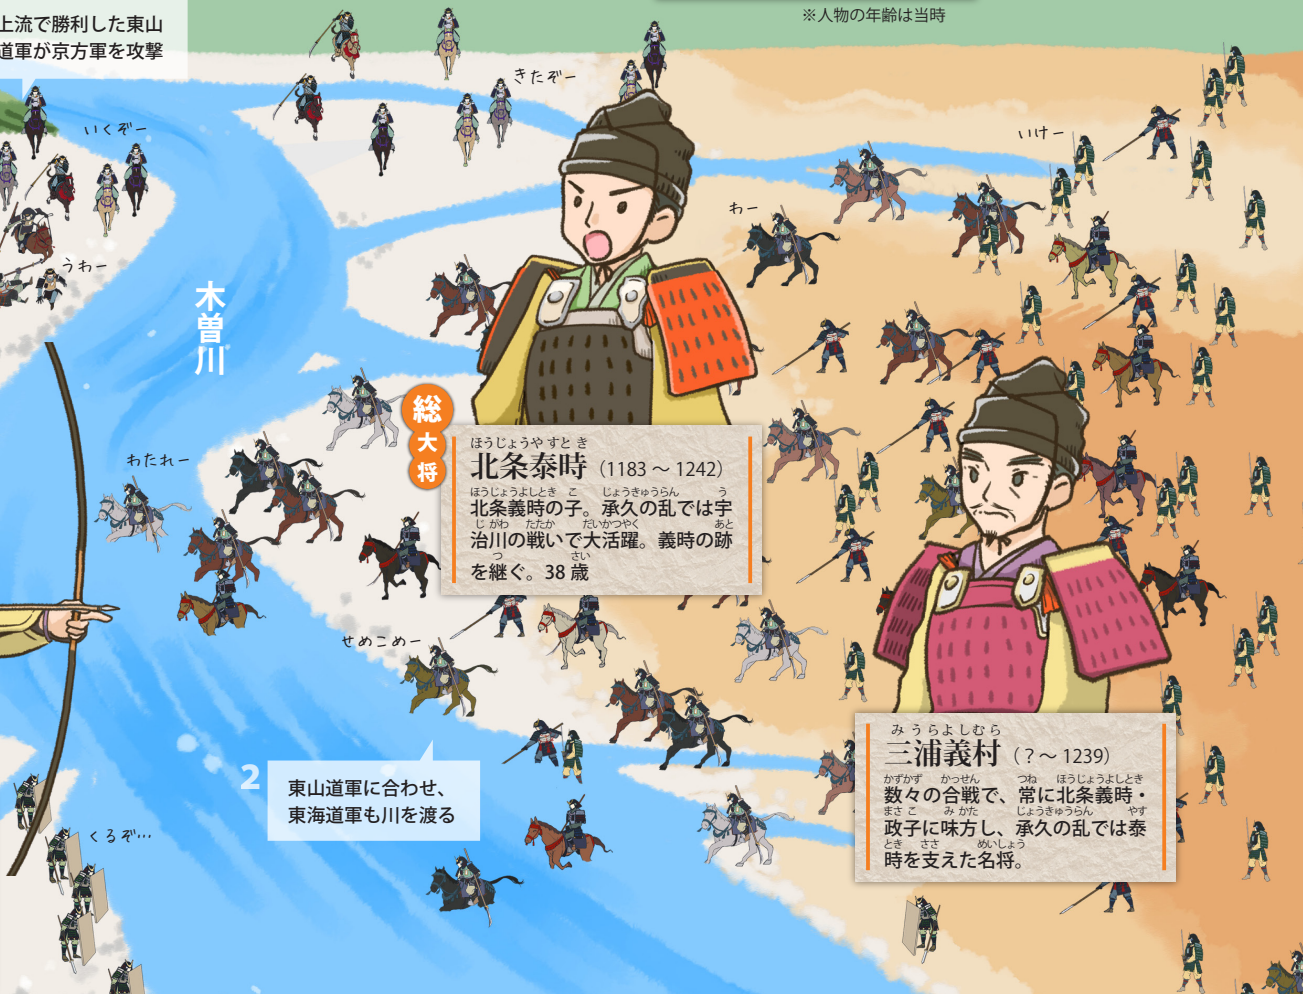 ※人物の年齢は当時
上流で勝利した東山
道軍が京方軍を攻撃
きたぞー
いくぞー
いけー
わー
うわー
木曽川
総大将
ほうじょうやすとき
北条泰時（1183 〜 1242）
ほうじょうよしとき こ じょうきゅうらん う
北条義時の子。承久の乱では宇
じがわ たたか だいかつやく あと
治川の戦いで大活躍。義時の跡
つ さい
を継ぐ。38 歳
わたれー
せめこめー
みうらよしむら
三浦義村（？〜 1239）
かずかず かっせん つね ほうじょうよしとき
数々の合戦で、常に北条義時・
まさこ みかた じょうきゅうらん やす
政子に味方し、承久の乱では泰
とき ささ めいしょう
時を支えた名将。
2
東山道軍に合わせ、
東海道軍も川を渡る
くるぞ…